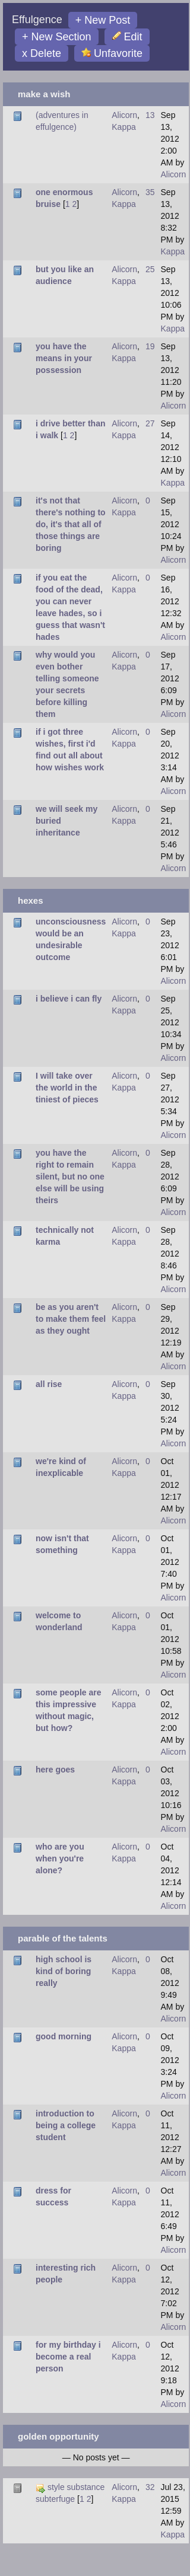 Effulgence + New Post
+ New Section Edit
x Delete Unfavorite
make a wish
(adventures in Alicorn, 13 Sep
effulgence) Kappa 13,
2012
2:00
AM by
Alicorn
one enormous Alicorn, 35 Sep
bruise [1 2] Kappa 13,
2012
8:32
PM by
Kappa
but you like an Alicorn, 25 Sep
audience Kappa 13,
2012
10:06
PM by
Kappa
you have the Alicorn, 19 Sep
means in your Kappa 13,
possession 2012
11:20
PM by
Alicorn
i drive better than Alicorn, 27 Sep
i walk [1 2] Kappa 14,
2012
12:10
AM by
Kappa
it's not that Alicorn, 0 Sep
there's nothing to Kappa 15,
do, it's that all of 2012
those things are 10:24
boring PM by
Alicorn
if you eat the Alicorn, 0 Sep
food of the dead, Kappa 16,
you can never 2012
leave hades, so i 12:32
guess that wasn't AM by
hades Alicorn
why would you Alicorn, 0 Sep
even bother Kappa 17,
telling someone 2012
your secrets 6:09
before killing PM by
them Alicorn
if i got three Alicorn, 0 Sep
wishes, first i'd Kappa 20,
find out all about 2012
how wishes work 3:14
AM by
Alicorn
we will seek my Alicorn, 0 Sep
buried Kappa 21,
inheritance 2012
5:46
PM by
Alicorn
hexes
unconsciousness Alicorn, 0 Sep
would be an Kappa 23,
undesirable 2012
outcome 6:01
PM by
Alicorn
i believe i can fly Alicorn, 0 Sep
Kappa 25,
2012
10:34
PM by
Alicorn
I will take over Alicorn, 0 Sep
the world in the Kappa 27,
tiniest of pieces 2012
5:34
PM by
Alicorn
you have the Alicorn, 0 Sep
right to remain Kappa 28,
silent, but no one 2012
else will be using 6:09
theirs PM by
Alicorn
technically not Alicorn, 0 Sep
karma Kappa 28,
2012
8:46
PM by
Alicorn
be as you aren't Alicorn, 0 Sep
to make them feel Kappa 29,
as they ought 2012
12:19
AM by
Alicorn
all rise Alicorn, 0 Sep
Kappa 30,
2012
5:24
PM by
Alicorn
we're kind of Alicorn, 0 Oct
inexplicable Kappa 01,
2012
12:17
AM by
Alicorn
now isn't that Alicorn, 0 Oct
something Kappa 01,
2012
7:40
PM by
Alicorn
welcome to Alicorn, 0 Oct
wonderland Kappa 01,
2012
10:58
PM by
Alicorn
some people are Alicorn, 0 Oct
this impressive Kappa 02,
without magic, 2012
but how? 2:00
AM by
Alicorn
here goes Alicorn, 0 Oct
Kappa 03,
2012
10:16
PM by
Alicorn
who are you Alicorn, 0 Oct
when you're Kappa 04,
alone? 2012
12:14
AM by
Alicorn
parable of the talents
high school is Alicorn, 0 Oct
kind of boring Kappa 08,
really 2012
9:49
AM by
Alicorn
good morning Alicorn, 0 Oct
Kappa 09,
2012
3:24
PM by
Alicorn
introduction to Alicorn, 0 Oct
being a college Kappa 11,
student 2012
12:27
AM by
Alicorn
dress for Alicorn, 0 Oct
success Kappa 11,
2012
6:49
PM by
Alicorn
interesting rich Alicorn, 0 Oct
people Kappa 12,
2012
7:02
PM by
Alicorn
for my birthday i Alicorn, 0 Oct
become a real Kappa 12,
person 2012
9:18
PM by
Alicorn
golden opportunity
— No posts yet —
style substance Alicorn, 32 Jul 23,
subterfuge [1 2] Kappa 2015
12:59
AM by
Kappa